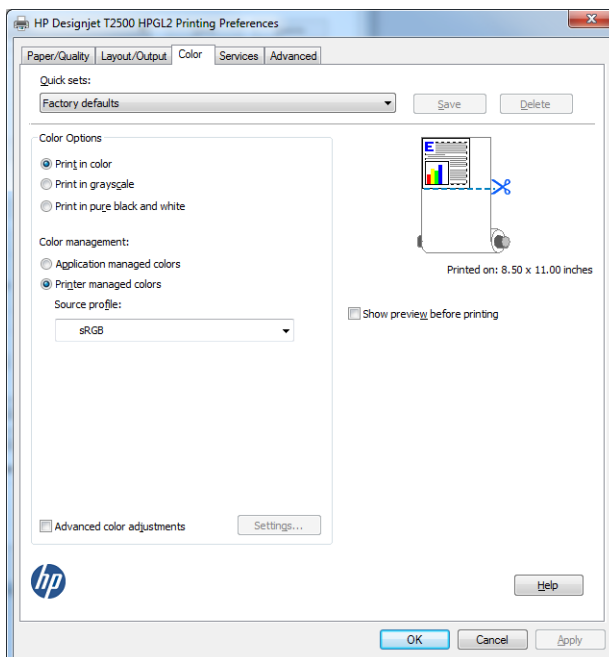 HP Designjet T2500 HPGL2 Printing Preferences
Paper/Quality Layout/Output Color Services Advanced
Quick sets:
Factory defaults Save Delete
Color Options
Print in color
Print in grayscale
Print in pure black and white
Color management:
Application managed colors
Printer managed colors
Source profile:
sRGB
Advanced color adjustments Settings...
E
Printed on: 8.50 x 11.00 inches
Show preview before printing
hp
Help
OK Cancel Apply